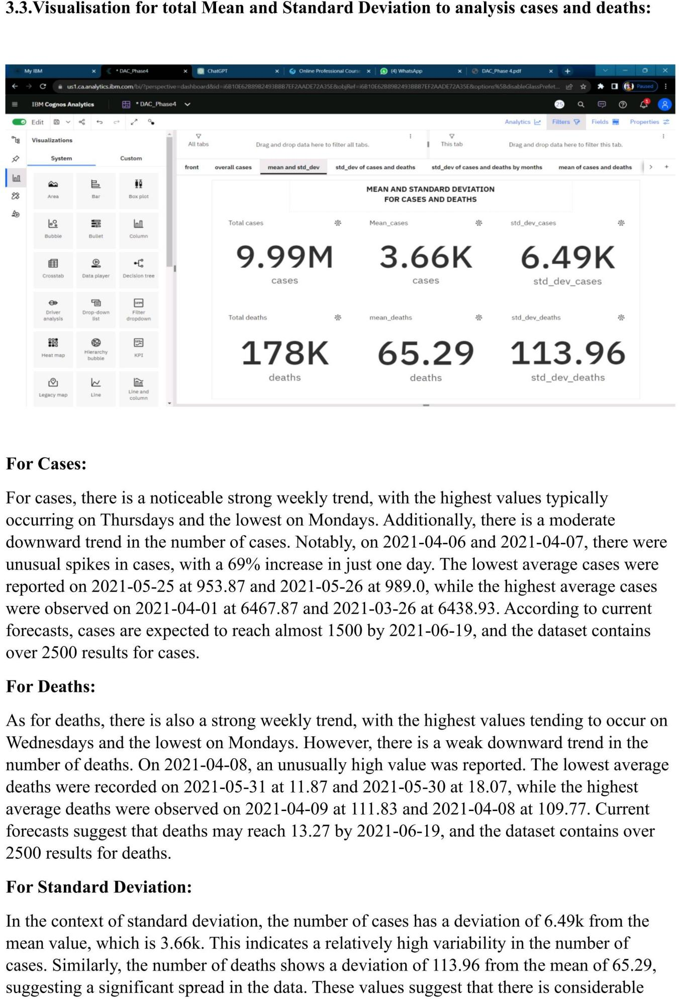 3.3.Visualisation for total Mean and Standard Deviation to analysis cases and deaths:
My IBM
* DAC_Phase4
ChatGPT
Online Professional Course
(4) WhatsApp
DAC_Phase 4.pdf
us1.ca.analytics.ibm.com/bi/?perspective=dashboard&id=i6B10E62B89B2493BBB7EF2AADE72A35E&objRef=i6B10E62B89B2493BBB7EF2AADE72A35E&options%5BdisableGlassPrefet...
Paused
IBM Cognos Analytics
* DAC_Phase4
25
1
Edit
Analytics
Filters
Fields
Properties
Visualizations
System
Custom
Area
Bar
Box plot
Bubble
Bullet
Column
Crosstab
Data player
Decision tree
Driver analysis
Drop-down list
Filter dropdown
Heat map
Hierarchy bubble
KPI
Legacy map
Line
Line and column
All tabs
Drag and drop data here to filter all tabs.
This tab
Drag and drop data here to filter this tab.
front
overall cases
mean and std_dev
std_dev of cases and deaths
std_dev of cases and deaths by months
mean of cases and deaths
MEAN AND STANDARD DEVIATION
FOR CASES AND DEATHS
Total cases
Mean_cases
std_dev_cases
9.99M
3.66K
6.49K
cases
cases
std_dev_cases
Total deaths
mean_deaths
std_dev_deaths
178K
65.29
113.96
deaths
deaths
std_dev_deaths
For Cases:
For cases, there is a noticeable strong weekly trend, with the highest values typically
occurring on Thursdays and the lowest on Mondays. Additionally, there is a moderate
downward trend in the number of cases. Notably, on 2021-04-06 and 2021-04-07, there were
unusual spikes in cases, with a 69% increase in just one day. The lowest average cases were
reported on 2021-05-25 at 953.87 and 2021-05-26 at 989.0, while the highest average cases
were observed on 2021-04-01 at 6467.87 and 2021-03-26 at 6438.93. According to current
forecasts, cases are expected to reach almost 1500 by 2021-06-19, and the dataset contains
over 2500 results for cases.
For Deaths:
As for deaths, there is also a strong weekly trend, with the highest values tending to occur on
Wednesdays and the lowest on Mondays. However, there is a weak downward trend in the
number of deaths. On 2021-04-08, an unusually high value was reported. The lowest average
deaths were recorded on 2021-05-31 at 11.87 and 2021-05-30 at 18.07, while the highest
average deaths were observed on 2021-04-09 at 111.83 and 2021-04-08 at 109.77. Current
forecasts suggest that deaths may reach 13.27 by 2021-06-19, and the dataset contains over
2500 results for deaths.
For Standard Deviation:
In the context of standard deviation, the number of cases has a deviation of 6.49k from the
mean value, which is 3.66k. This indicates a relatively high variability in the number of
cases. Similarly, the number of deaths shows a deviation of 113.96 from the mean of 65.29,
suggesting a significant spread in the data. These values suggest that there is considerable